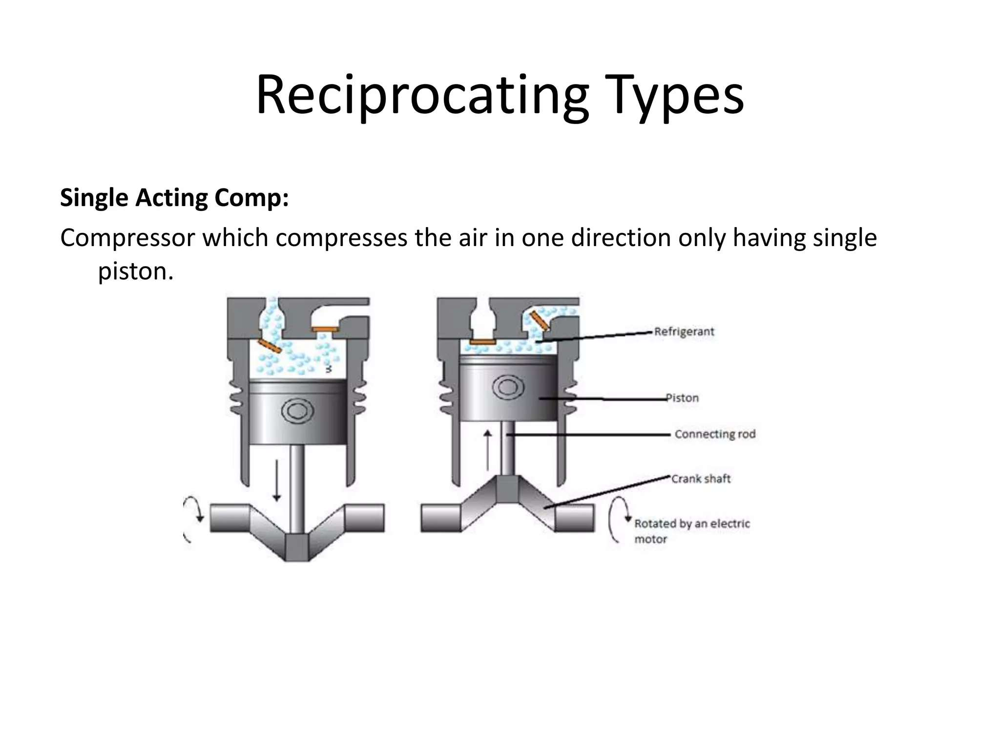 Reciprocating Types
Single Acting Comp:
Compressor which compresses the air in one direction only having single
piston.
3
Refrigerant
Piston
Connecting rod
Crank shaft
Rotated by an electric
motor